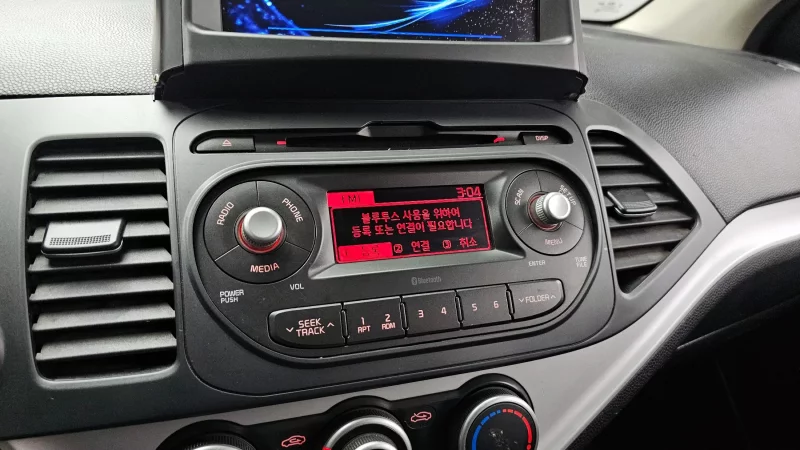 DISP
RADIO
PHONE
MEDIA
POWER
PUSH
VOL
3:04
블루투스 사용을 위하여
등록 또는 연결이 필요합니다
② 연결 ③ 취소
SCAN
SETUP
MENU
ENTER
TUNE
FILE
Bluetooth
SEEK
TRACK
1
RPT
2
RDM
3 4
5 6
FOLDER